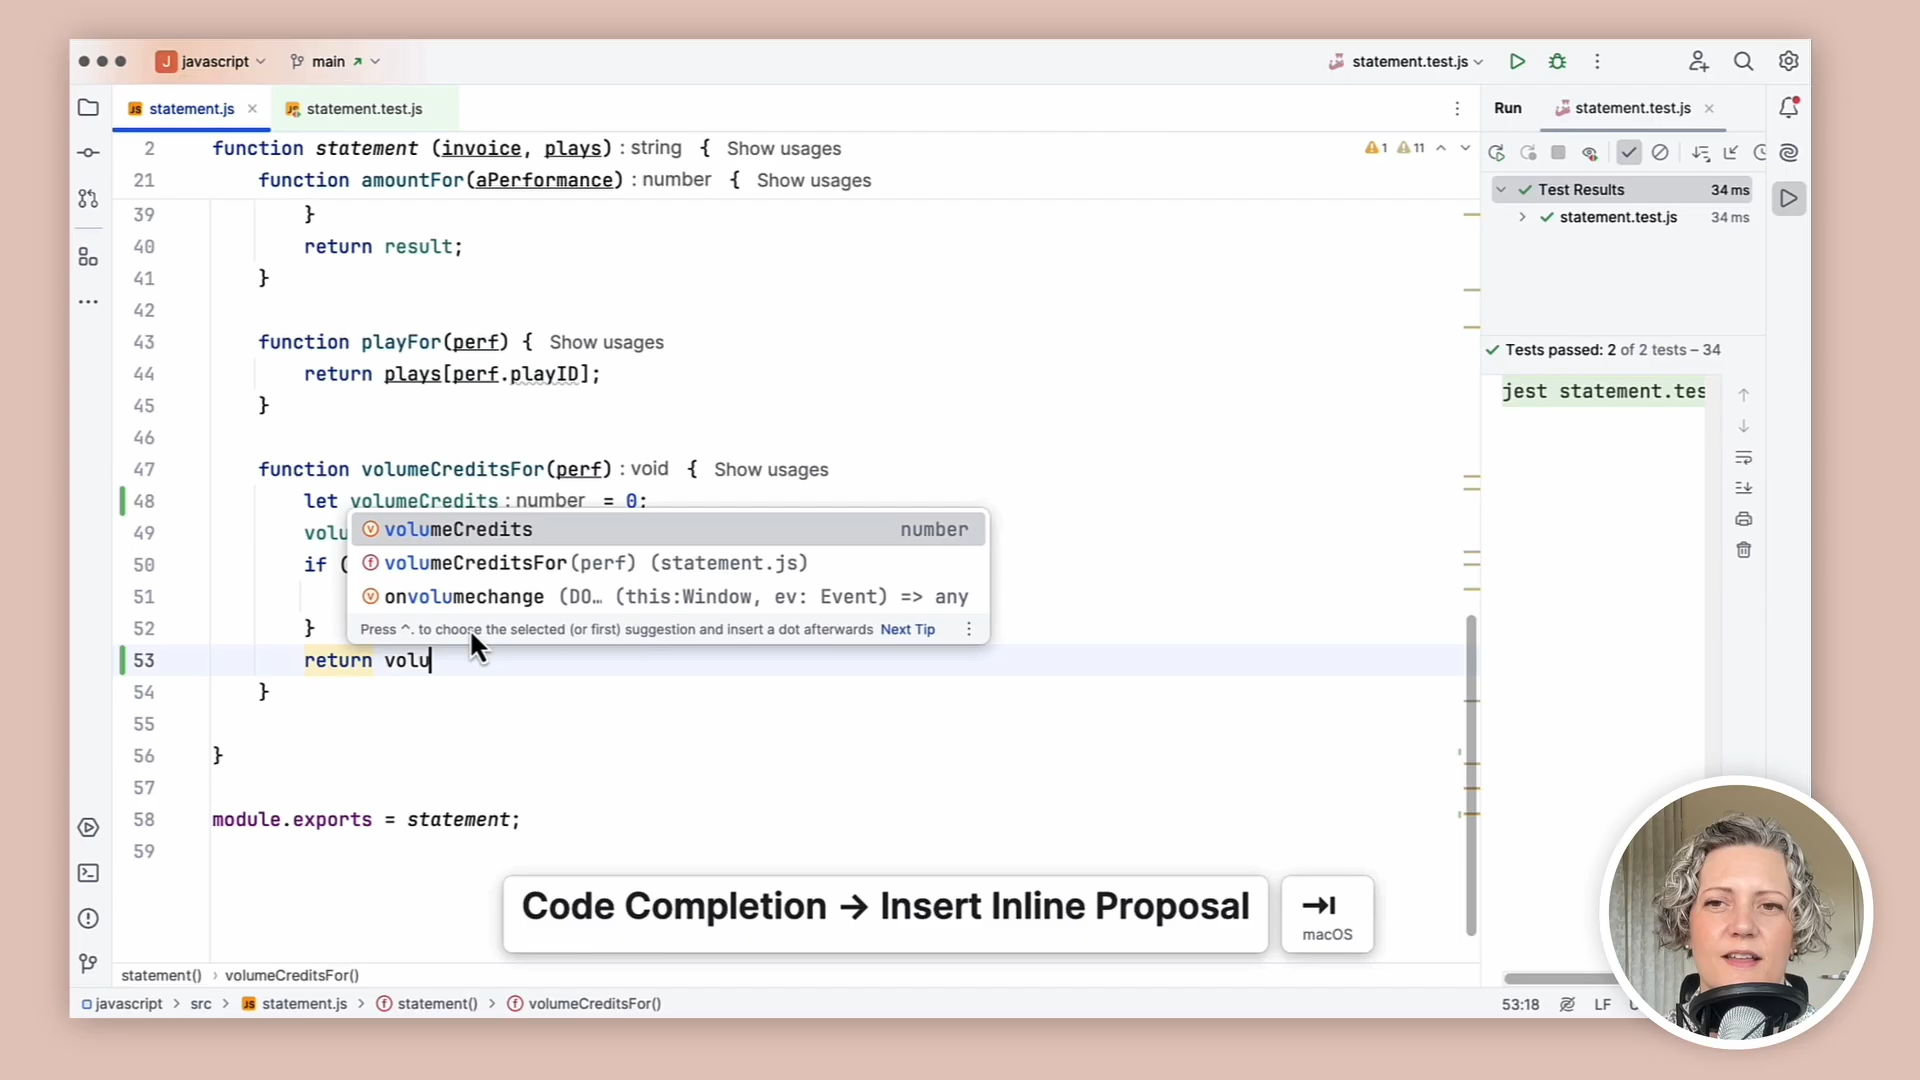 J javascript main statement.test.js
JS statement.js statement.test.js Run statement.test.js
2 function statement (invoice, plays) : string { Show usages 1 11
21 function amountFor(aPerformance) : number { Show usages
39 }
40 return result;
41 }
42
43 function playFor(perf) { Show usages
44 return plays[perf.playID];
45 }
46
47 function volumeCreditsFor(perf) : void { Show usages
48 let volumeCredits : number = 0;
49 volu
50 if (
51
52 }
53 return volu
54 }
55
56 }
57
58 module.exports = statement;
59
v volumeCredits number
f volumeCreditsFor(perf) (statement.js)
v onvolumechange (DO… (this:Window, ev: Event) => any
Press ^. to choose the selected (or first) suggestion and insert a dot afterwards Next Tip
Test Results 34 ms
statement.test.js 34 ms
Tests passed: 2 of 2 tests – 34
jest statement.tes
Code Completion → Insert Inline Proposal
macOS
statement() › volumeCreditsFor()
javascript > src > JS statement.js > f statement() > f volumeCreditsFor()
53:18 LF